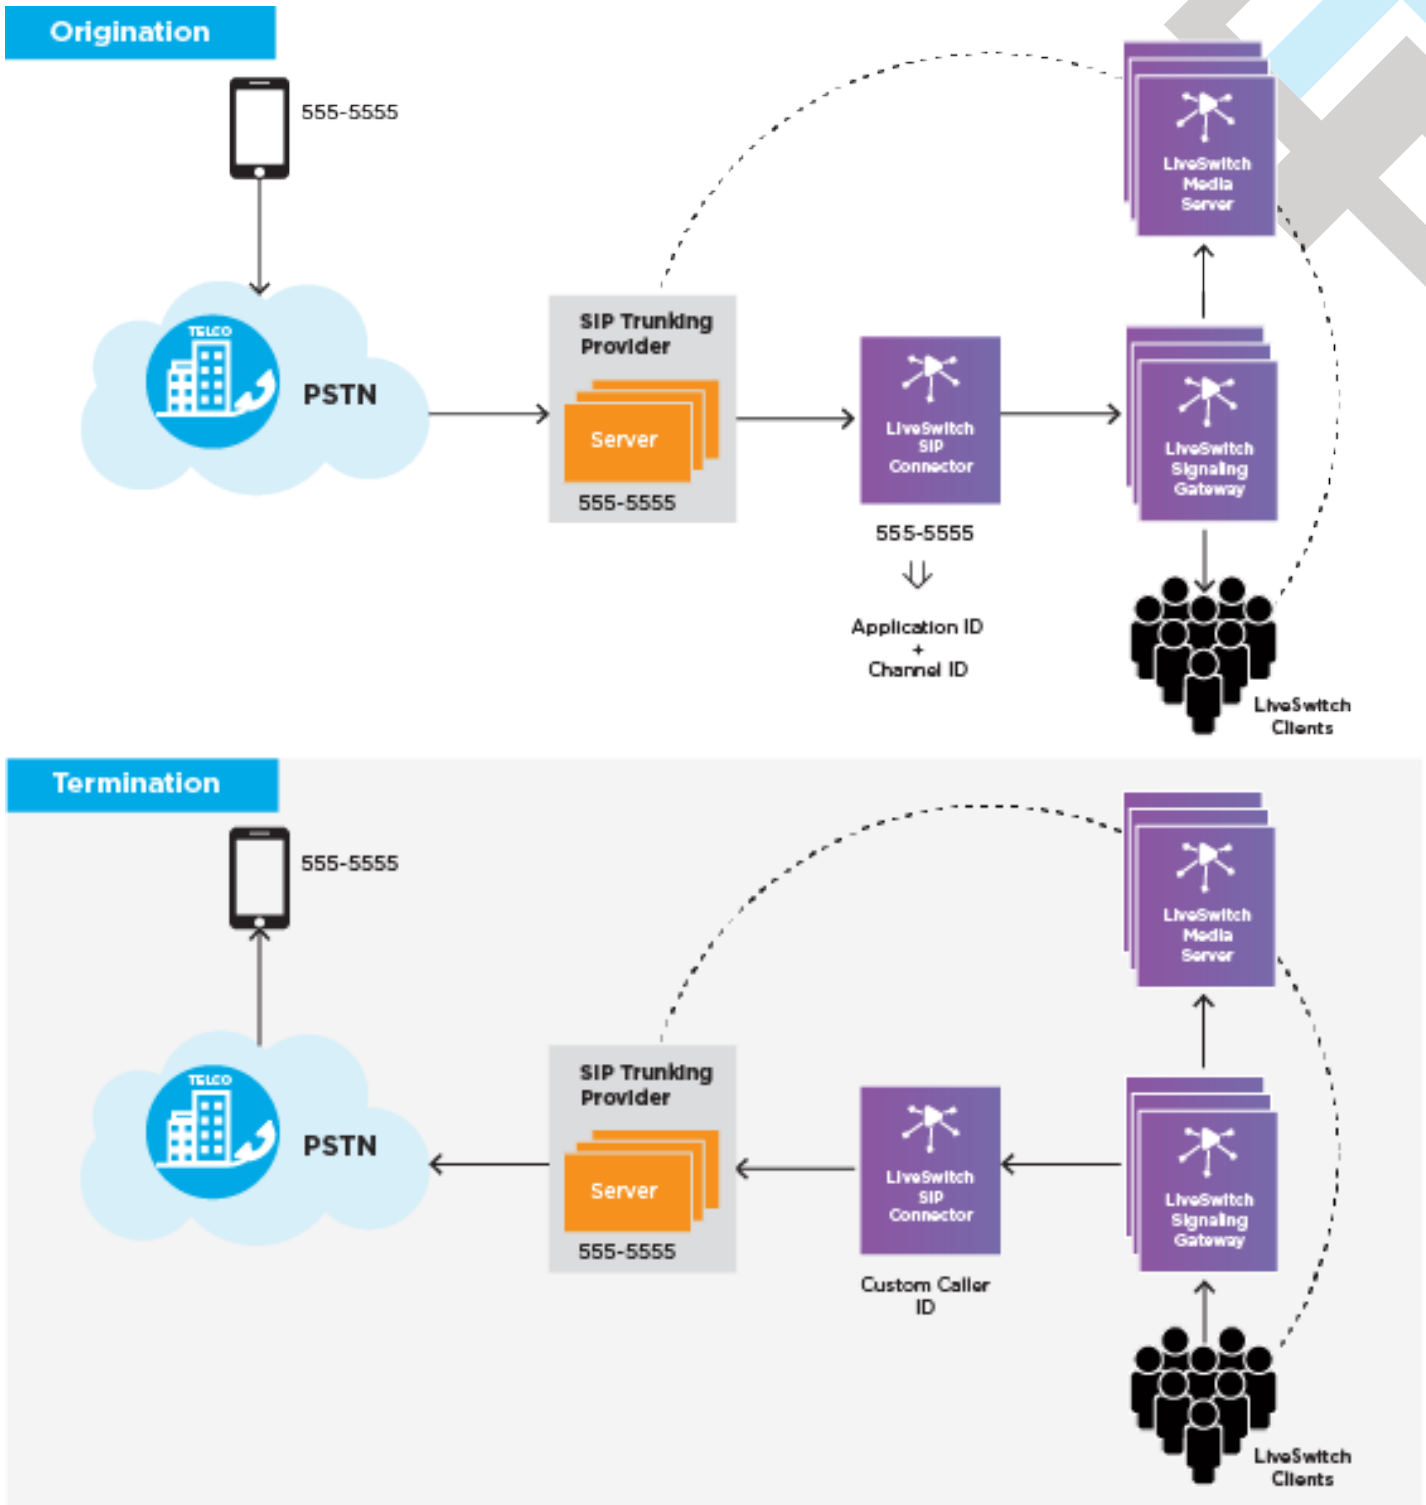 Origination
555-5555
LiveSwitch
Media
Server
TELCO
PSTN
SIP Trunking
Provider
Server
555-5555
LiveSwitch
SIP
Connector
555-5555
Application ID
+
Channel ID
LiveSwitch
Signaling
Gateway
LiveSwitch
Clients
Termination
555-5555
LiveSwitch
Media
Server
TELCO
PSTN
SIP Trunking
Provider
Server
555-5555
LiveSwitch
SIP
Connector
Custom Caller
ID
LiveSwitch
Signaling
Gateway
LiveSwitch
Clients